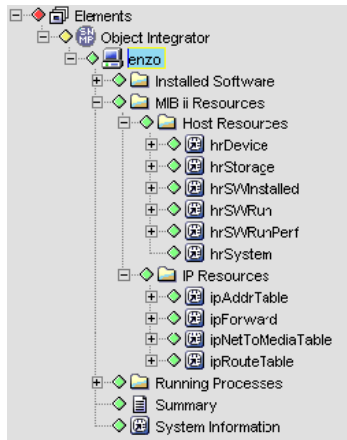 Elements
SNMP Object Integrator
enzo
Installed Software
MIB ii Resources
Host Resources
hrDevice
hrStorage
hrSWInstalled
hrSWRun
hrSWRunPerf
hrSystem
IP Resources
ipAddrTable
ipForward
ipNetToMediaTable
ipRouteTable
Running Processes
Summary
System Information